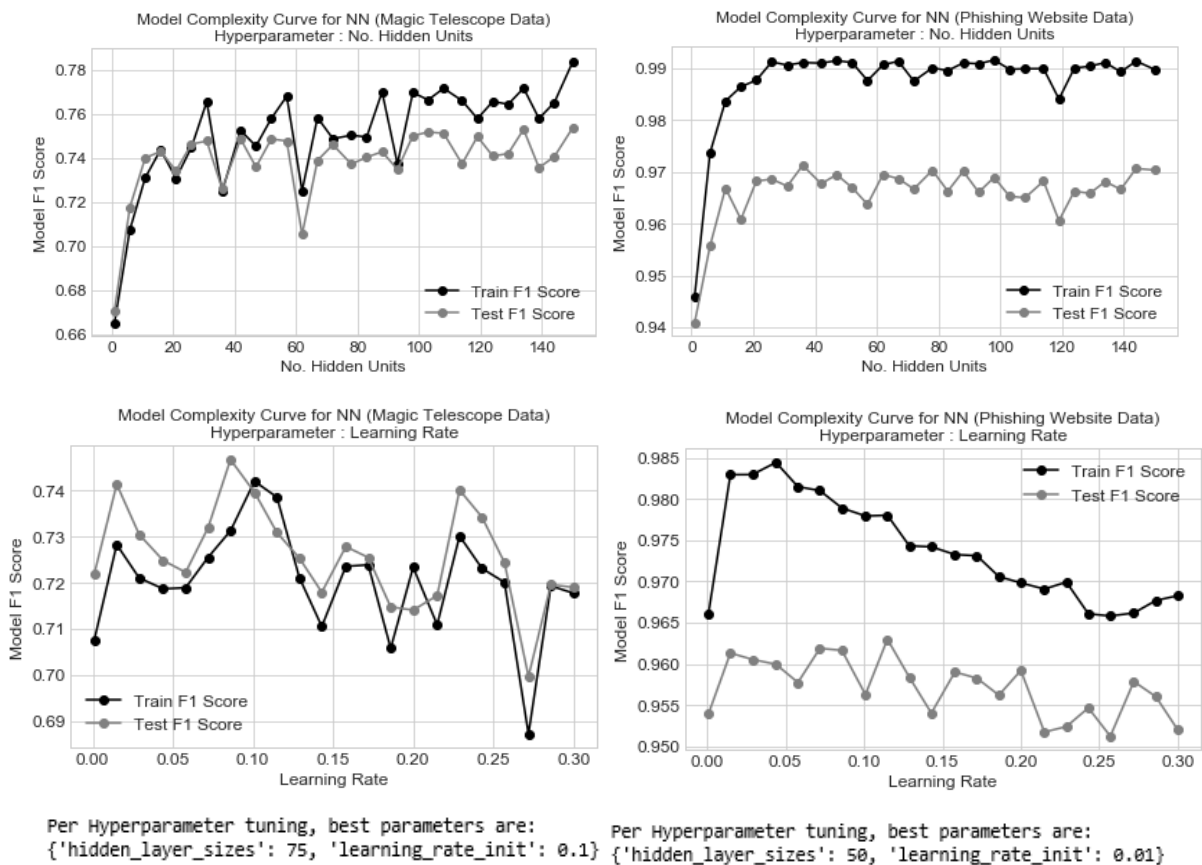 Model Complexity Curve for NN (Magic Telescope Data)
Hyperparameter : No. Hidden Units
0.78
0.76
0.74
0.72
0.70
0.68
0.66
Model F1 Score
Train F1 Score
Test F1 Score
0 20 40 60 80 100 120 140
No. Hidden Units
Model Complexity Curve for NN (Phishing Website Data)
Hyperparameter : No. Hidden Units
0.99
0.98
0.97
0.96
0.95
0.94
Model F1 Score
Train F1 Score
Test F1 Score
0 20 40 60 80 100 120 140
No. Hidden Units
Model Complexity Curve for NN (Magic Telescope Data)
Hyperparameter : Learning Rate
0.74
0.73
0.72
0.71
0.70
0.69
Model F1 Score
Train F1 Score
Test F1 Score
0.00 0.05 0.10 0.15 0.20 0.25 0.30
Learning Rate
Model Complexity Curve for NN (Phishing Website Data)
Hyperparameter : Learning Rate
0.985
0.980
0.975
0.970
0.965
0.960
0.955
0.950
Model F1 Score
Train F1 Score
Test F1 Score
0.00 0.05 0.10 0.15 0.20 0.25 0.30
Learning Rate
Per Hyperparameter tuning, best parameters are:
{'hidden_layer_sizes': 75, 'learning_rate_init': 0.1}
Per Hyperparameter tuning, best parameters are:
{'hidden_layer_sizes': 50, 'learning_rate_init': 0.01}